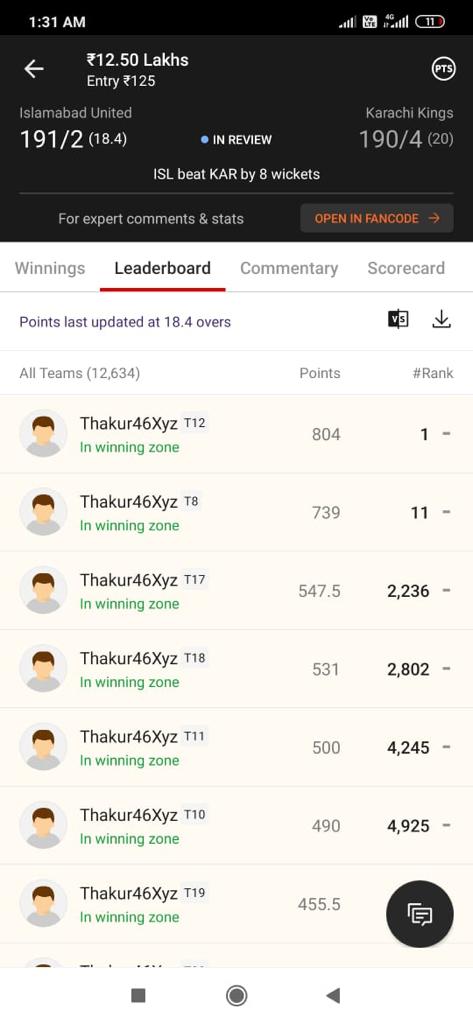 1:31 AM
Vo LTE 4G 11
₹12.50 Lakhs
Entry ₹125
PTS
Islamabad United Karachi Kings
191/2 (18.4) IN REVIEW 190/4 (20)
ISL beat KAR by 8 wickets
For expert comments & stats OPEN IN FANCODE →
Winnings Leaderboard Commentary Scorecard
Points last updated at 18.4 overs VS
All Teams (12,634) Points #Rank
Thakur46Xyz T12 804 1 -
In winning zone
Thakur46Xyz T8 739 11 -
In winning zone
Thakur46Xyz T17 547.5 2,236 -
In winning zone
Thakur46Xyz T18 531 2,802 -
In winning zone
Thakur46Xyz T11 500 4,245 -
In winning zone
Thakur46Xyz T10 490 4,925 -
In winning zone
Thakur46Xyz T19 455.5
In winning zone